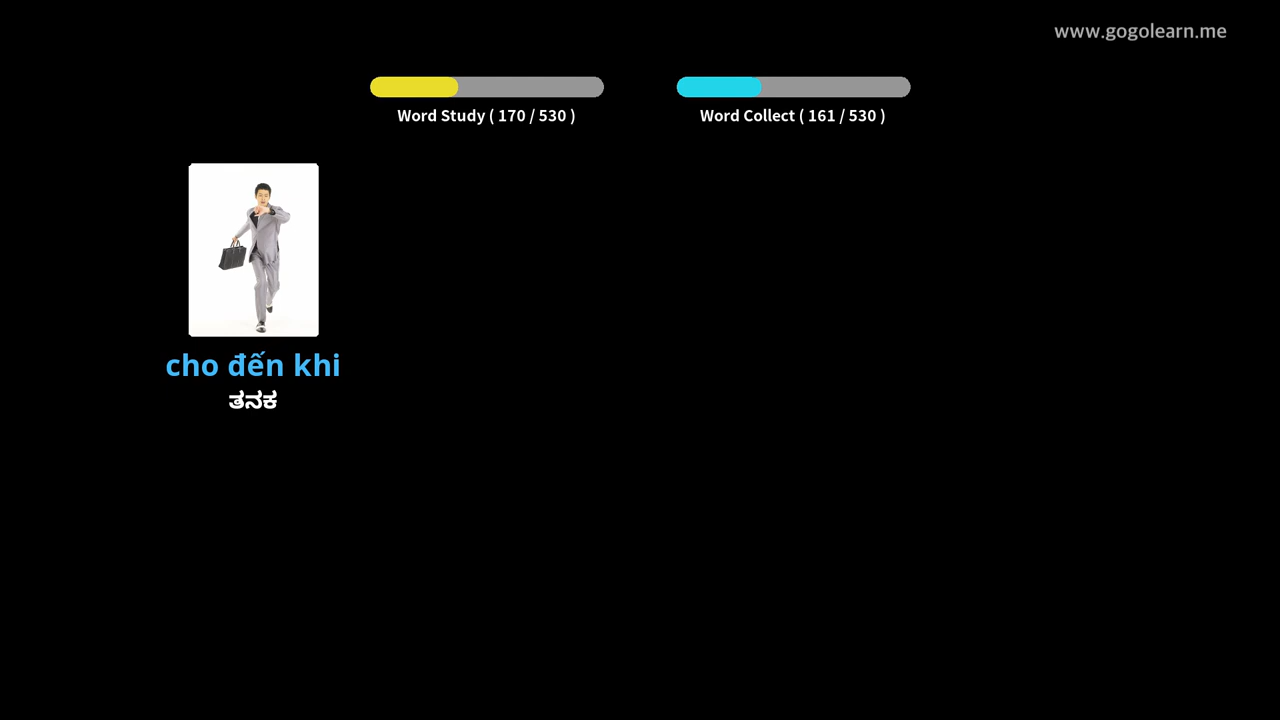 www.gogolearn.me
Word Study ( 170 / 530 )
Word Collect ( 161 / 530 )
cho đến khi
ತನಕ